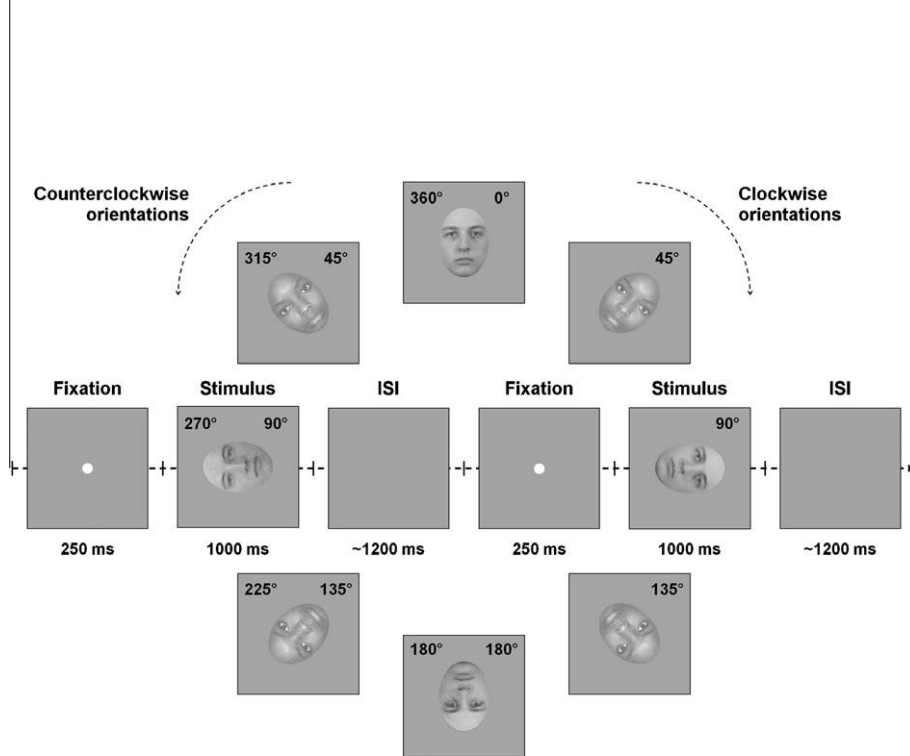 360° 0°
Counterclockwise
orientations
Clockwise
orientations
315° 45°
45°
Fixation
Stimulus
ISI
Fixation
Stimulus
ISI
270° 90°
90°
250 ms
1000 ms
~1200 ms
250 ms
1000 ms
~1200 ms
225° 135°
135°
180° 180°